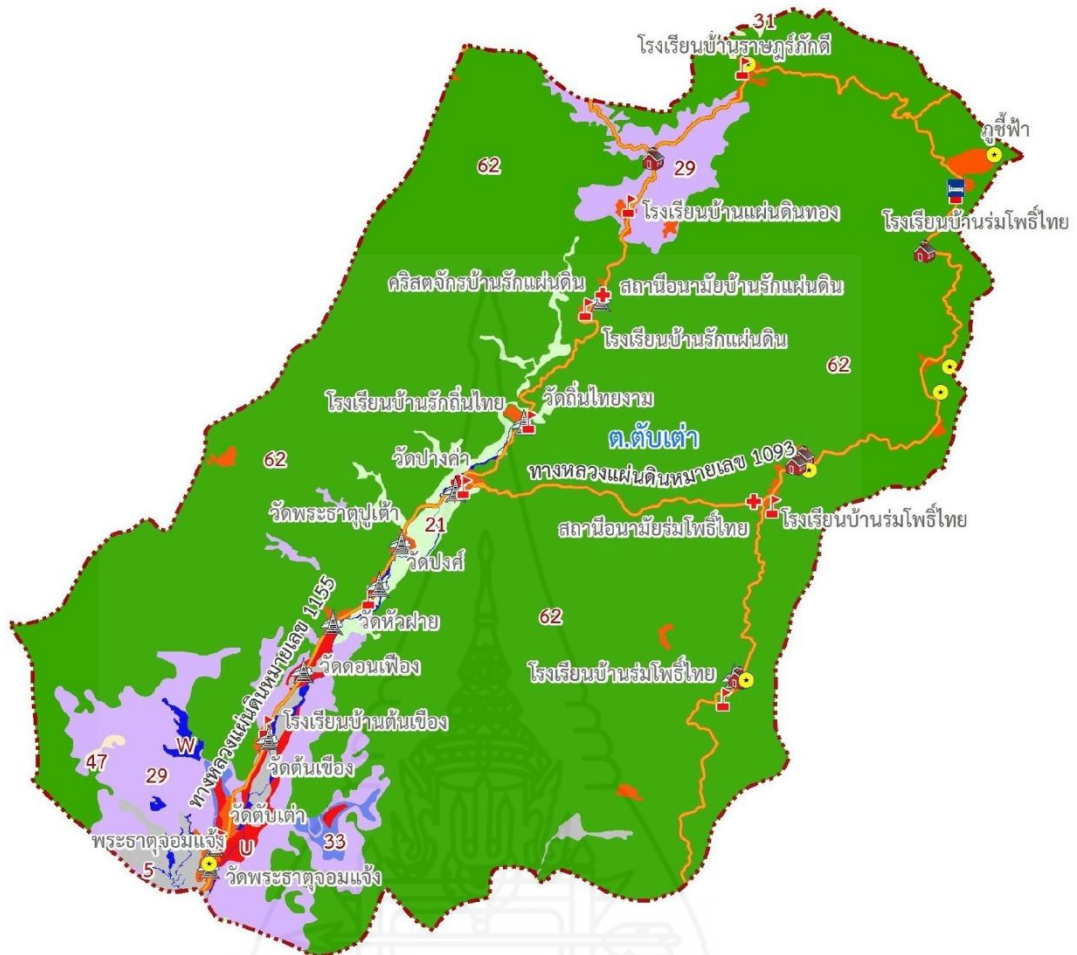 31
โรงเรียนบ้านราษฎร์ภักดี
ภูชี้ฟ้า
62
29
โรงเรียนบ้านแผ่นดินทอง
โรงเรียนบ้านร่มโพธิ์ไทย
คริสตจักรบ้านรักแผ่นดิน
สถานีอนามัยบ้านรักแผ่นดิน
โรงเรียนบ้านรักแผ่นดิน
62
โรงเรียนบ้านรักถิ่นไทย
วัดถิ่นไทยงาม
ต.ตับเต่า
62
วัดปางค่า
ทางหลวงแผ่นดินหมายเลข 1093
วัดพระธาตุปูเต้า
21
สถานีอนามัยร่มโพธิ์ไทย
โรงเรียนบ้านร่มโพธิ์ไทย
วัดปงศ์
ทางหลวงแผ่นดินหมายเลข 1155
วัดหัวฝาย
62
วัดดอนเฟือง
โรงเรียนบ้านร่มโพธิ์ไทย
โรงเรียนบ้านต้นเขือง
W
47
29
วัดต้นเขือง
วัดตับเต่า
พระธาตุจอมแจ้ง
U
33
5
วัดพระธาตุจอมแจ้ง